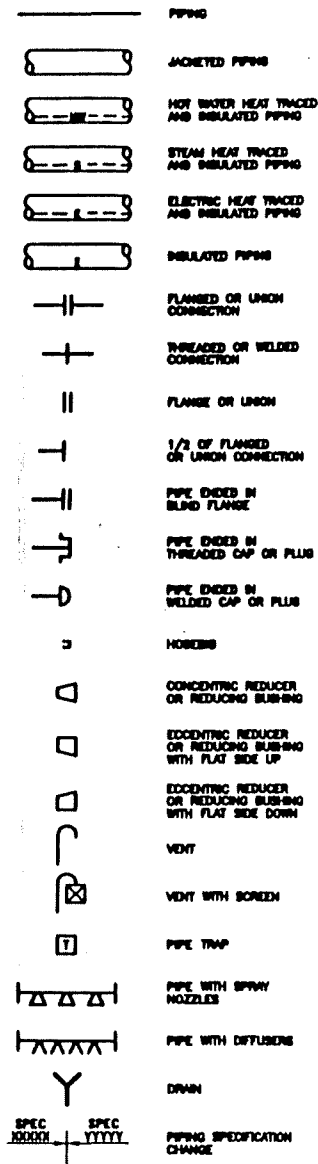 PIPING
JACKETED PIPING
HOT WATER HEAT TRACED
AND INSULATED PIPING
HW
STEAM HEAT TRACED
AND INSULATED PIPING
S
ELECTRIC HEAT TRACED
AND INSULATED PIPING
E
INSULATED PIPING
FLANGED OR UNION
CONNECTION
THREADED OR WELDED
CONNECTION
FLANGE OR UNION
1/2 OF FLANGED
OR UNION CONNECTION
PIPE ENDED IN
BLIND FLANGE
PIPE ENDED IN
THREADED CAP OR PLUG
PIPE ENDED IN
WELDED CAP OR PLUG
HOSEBIB
CONCENTRIC REDUCER
OR REDUCING BUSHING
ECCENTRIC REDUCER
OR REDUCING BUSHING
WITH FLAT SIDE UP
ECCENTRIC REDUCER
OR REDUCING BUSHING
WITH FLAT SIDE DOWN
VENT
VENT WITH SCREEN
T
PIPE TRAP
PIPE WITH SPRAY
NOZZLES
PIPE WITH DIFFUSERS
DRAIN
SPEC SPEC
XXXXX YYYYY
PIPING SPECIFICATION
CHANGE